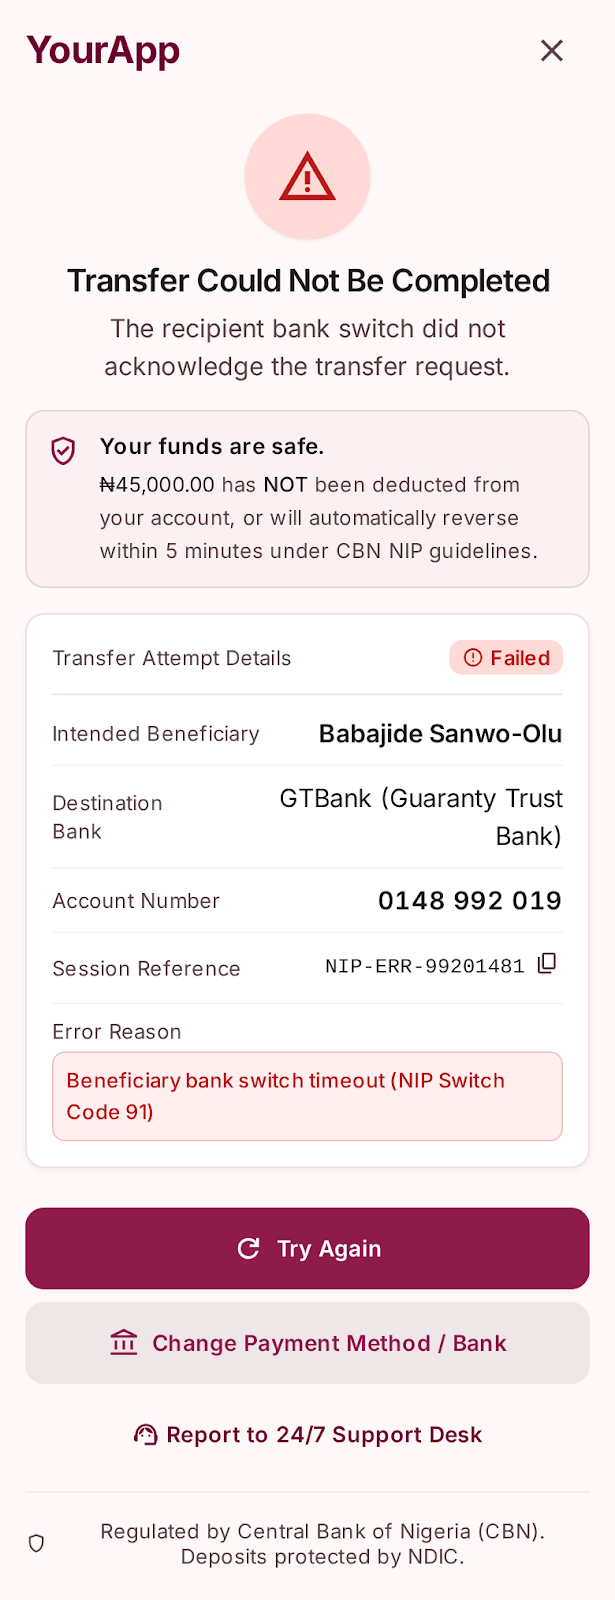 YourApp
Transfer Could Not Be Completed
The recipient bank switch did not
acknowledge the transfer request.
Your funds are safe.
₦45,000.00 has NOT been deducted from
your account, or will automatically reverse
within 5 minutes under CBN NIP guidelines.
Transfer Attempt Details
Failed
Intended Beneficiary
Babajide Sanwo-Olu
Destination
Bank
GTBank (Guaranty Trust
Bank)
Account Number
0148 992 019
Session Reference
NIP-ERR-99201481
Error Reason
Beneficiary bank switch timeout (NIP Switch
Code 91)
Try Again
Change Payment Method / Bank
Report to 24/7 Support Desk
Regulated by Central Bank of Nigeria (CBN).
Deposits protected by NDIC.